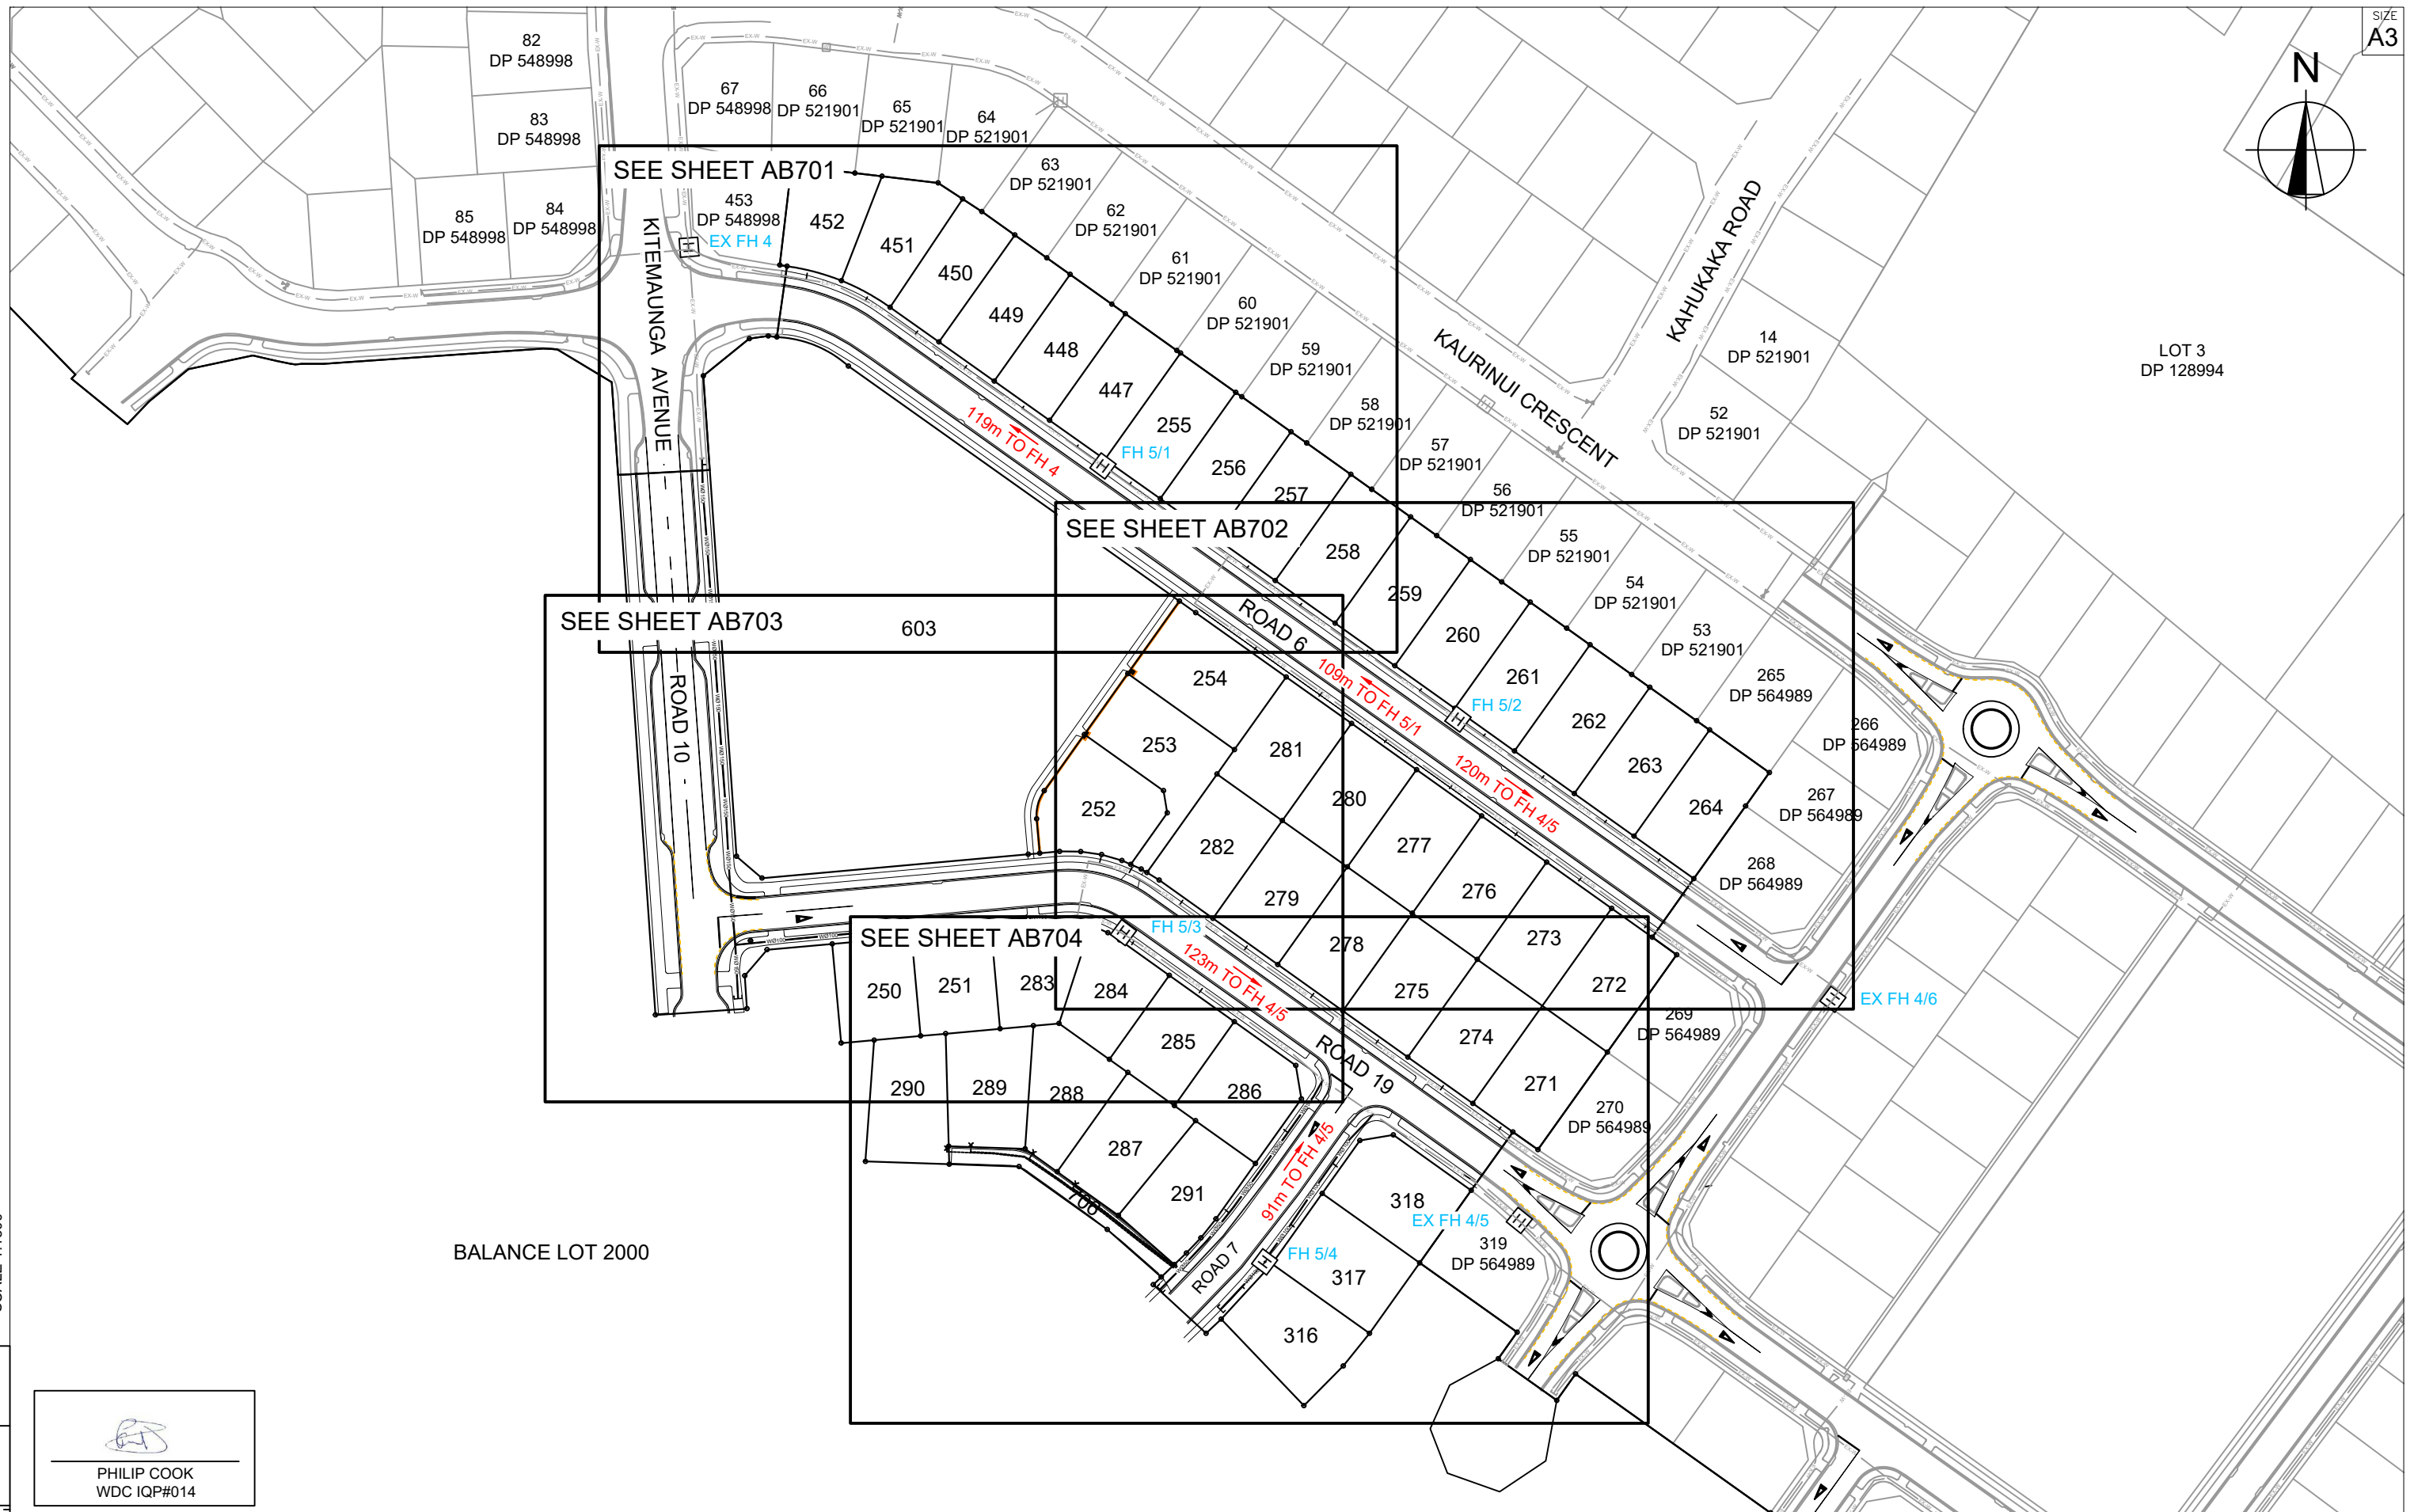 SIZE
A3
N
82
DP 548998
83
DP 548998
67
DP 548998
66
DP 521901
65
DP 521901
64
DP 521901
63
DP 521901
85
DP 548998
84
DP 548998
SEE SHEET AB701
453
DP 548998
EX FH 4
452
451
450
449
448
447
255
256
257
258
259
260
261
262
263
264
62
DP 521901
61
DP 521901
60
DP 521901
59
DP 521901
58
DP 521901
57
DP 521901
56
DP 521901
55
DP 521901
54
DP 521901
53
DP 521901
265
DP 564989
266
DP 564989
267
DP 564989
268
DP 564989
KITEMAUNGA AVENUE
KAURINUI CRESCENT
KAHUKAKA ROAD
14
DP 521901
52
DP 521901
LOT 3
DP 128994
119m TO FH 4
FH 5/1
SEE SHEET AB702
ROAD 6
109m TO FH 5/1
FH 5/2
120m TO FH 4/5
SEE SHEET AB703
603
ROAD 10
254
253
252
281
280
282
277
279
276
278
273
275
272
274
271
269
DP 564989
270
DP 564989
EX FH 4/6
SEE SHEET AB704
FH 5/3
123m TO FH 4/5
ROAD 19
250
251
283
284
285
286
290
289
288
287
291
706
91m TO FH 4/5
ROAD 7
FH 5/4
318
317
316
EX FH 4/5
319
DP 564989
BALANCE LOT 2000
PHILIP COOK
WDC IQP#014